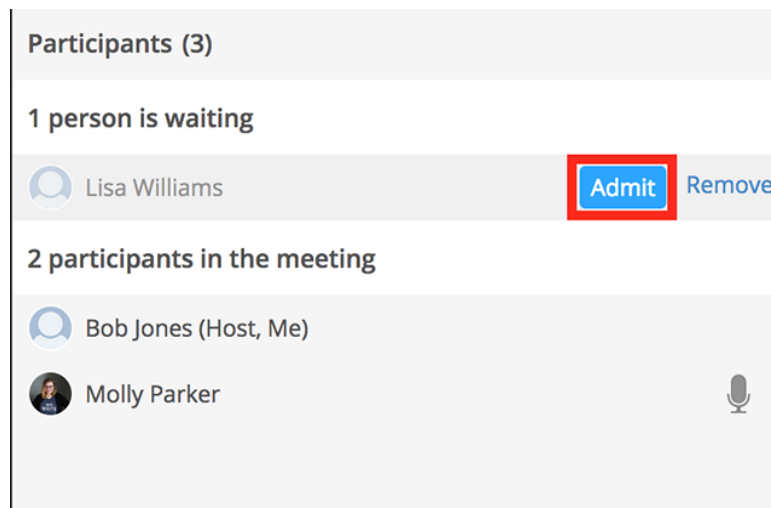 Participants (3)
1 person is waiting
Lisa Williams Admit Remove
2 participants in the meeting
Bob Jones (Host, Me)
Molly Parker